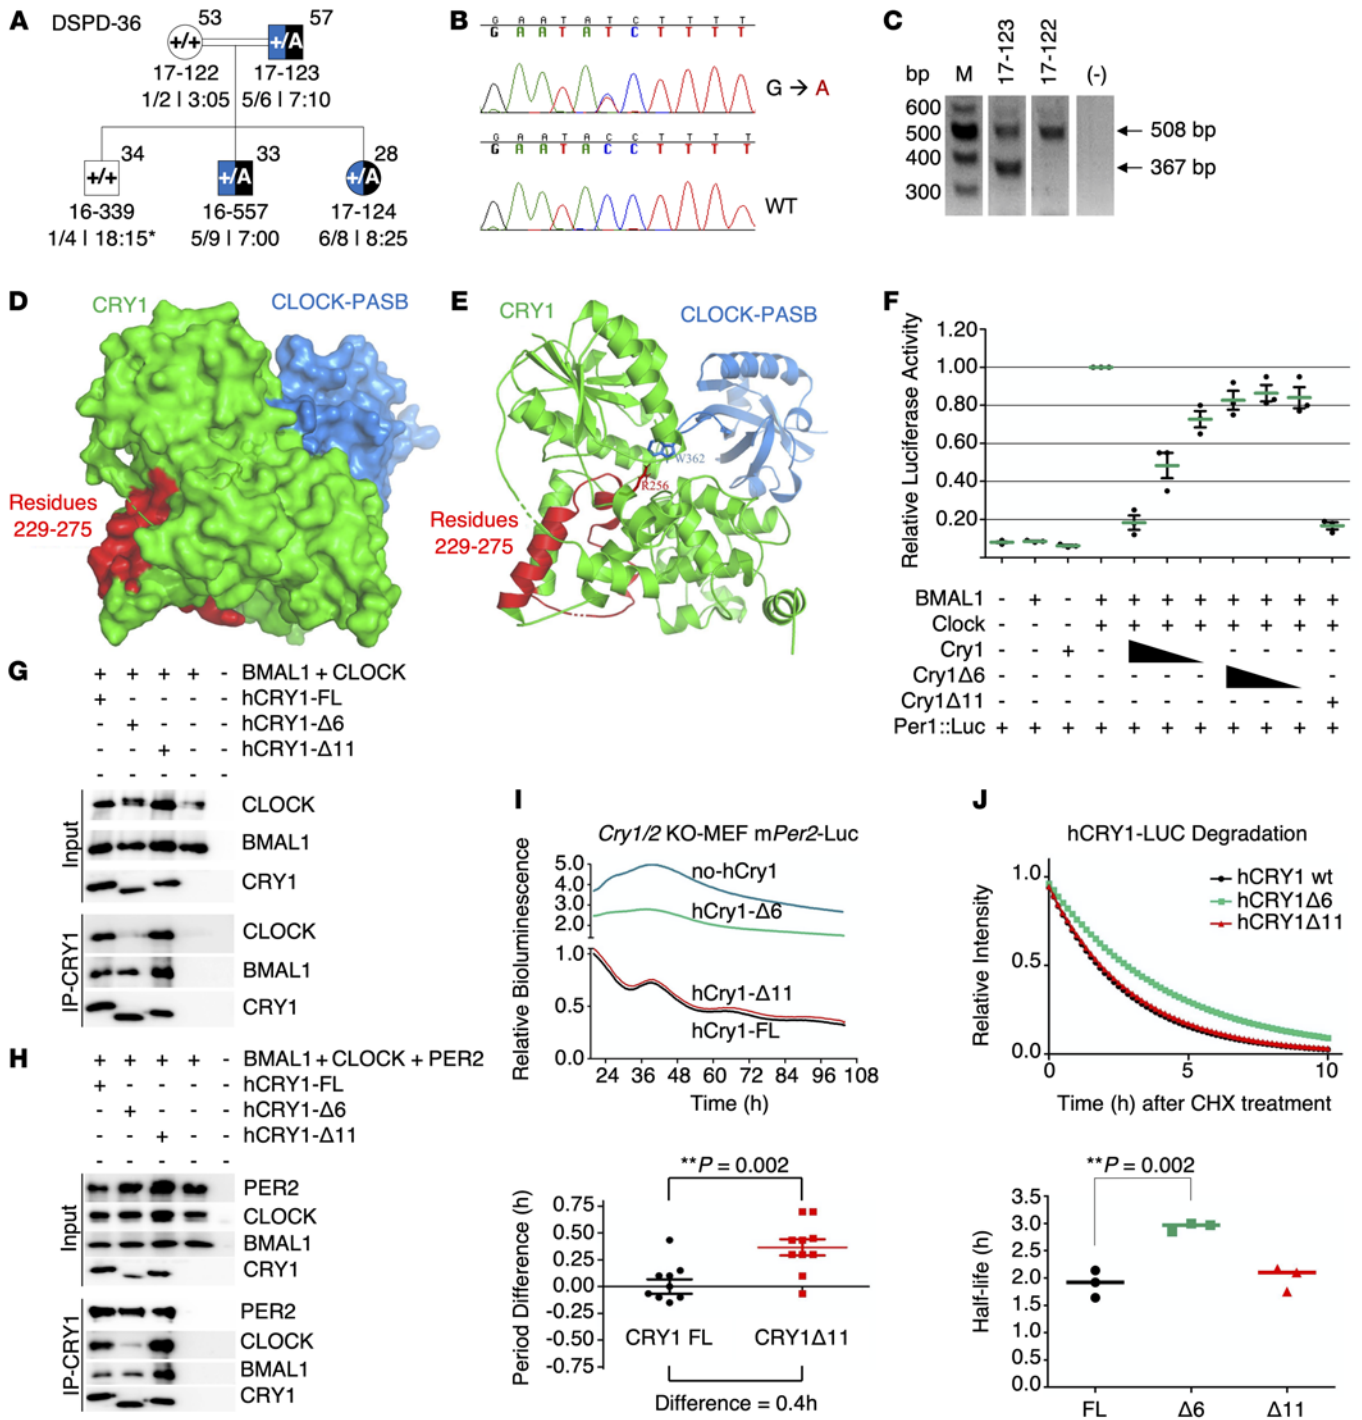 A
DSPD-36
53
57
+/+
+/A
17-122
17-123
1/2 | 3:05
5/6 | 7:10
34
33
28
+/+
+/A
+/A
16-339
16-557
17-124
1/4 | 18:15*
5/9 | 7:00
6/8 | 8:25
B
G A A T A T C T T T T
G A A T A T C T T T T
G → A
G A A T A C C T T T T
G A A T A C C T T T T
WT
C
bp
M
17-123
17-122
(-)
600
500
400
300
508 bp
367 bp
D
CRY1
CLOCK-PASB
Residues
229-275
E
CRY1
CLOCK-PASB
W362
R256
Residues
229-275
F
Relative Luciferase Activity
1.20
1.00
0.80
0.60
0.40
0.20
BMAL1 - + - + + + + + + + +
Clock - - - + + + + + + + +
Cry1 - - + - - - - -
Cry1Δ6 - - - - - - - -
Cry1Δ11 - - - - - - - - - - +
Per1::Luc + + + + + + + + + + +
G
+ + + + - BMAL1 + CLOCK
+ - - - - hCRY1-FL
- + - - - hCRY1-Δ6
- - + - - hCRY1-Δ11
- - - -
Input
CLOCK
BMAL1
CRY1
IP-CRY1
CLOCK
BMAL1
CRY1
H
+ + + + - BMAL1 + CLOCK + PER2
+ - - - - hCRY1-FL
- + - - - hCRY1-Δ6
- - + - - hCRY1-Δ11
- - - -
Input
PER2
CLOCK
BMAL1
CRY1
IP-CRY1
PER2
CLOCK
BMAL1
CRY1
I
Cry1/2 KO-MEF mPer2-Luc
Relative Bioluminescence
5.0
4.0
3.0
2.0
1.0
0.5
0.0
no-hCry1
hCry1-Δ6
hCry1-Δ11
hCry1-FL
24 36 48 60 72 84 96 108
Time (h)
**P = 0.002
Period Difference (h)
0.75
0.50
0.25
0.00
-0.25
-0.50
-0.75
CRY1 FL
CRY1Δ11
Difference = 0.4h
J
hCRY1-LUC Degradation
Relative Intensity
1.0
0.5
0.0
hCRY1 wt
hCRY1Δ6
hCRY1Δ11
0 5 10
Time (h) after CHX treatment
**P = 0.002
Half-life (h)
3.5
3.0
2.5
2.0
1.5
1.0
0.5
0.0
FL Δ6 Δ11